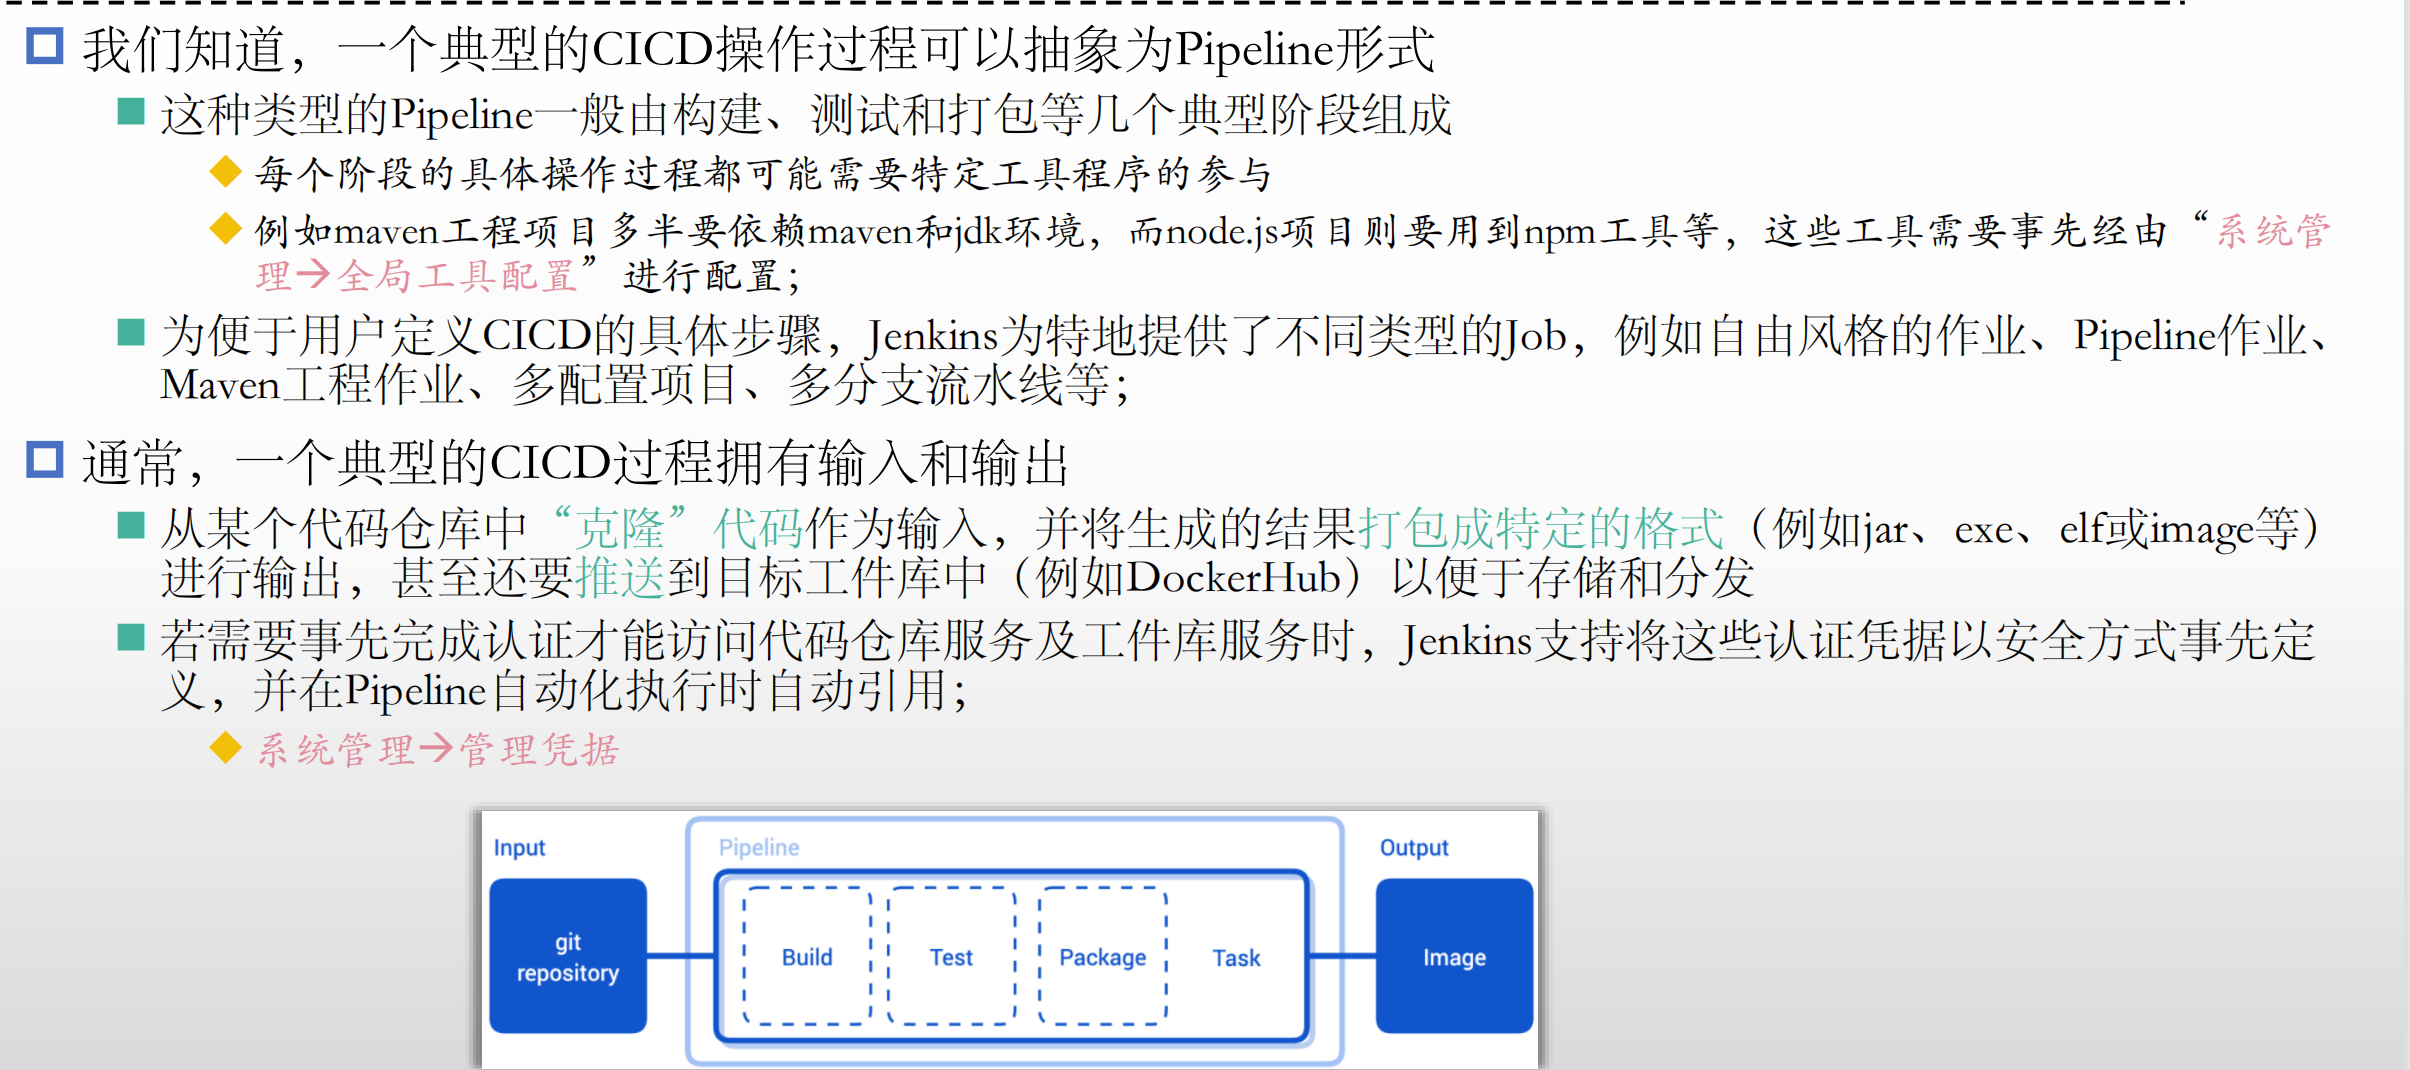 我们知道，一个典型的CICD操作过程可以抽象为Pipeline形式
这种类型的Pipeline一般由构建、测试和打包等几个典型阶段组成
每个阶段的具体操作过程都可能需要特定工具程序的参与
例如maven工程项目多半要依赖maven和jdk环境，而node.js项目则要用到npm工具等，这些工具需要事先经由“系统管
理→全局工具配置”进行配置；
为便于用户定义CICD的具体步骤，Jenkins为特地提供了不同类型的Job，例如自由风格的作业、Pipeline作业、
Maven工程作业、多配置项目、多分支流水线等；
通常，一个典型的CICD过程拥有输入和输出
从某个代码仓库中“克隆”代码作为输入，并将生成的结果打包成特定的格式（例如jar、exe、elf或image等）
进行输出，甚至还要推送到目标工件库中（例如DockerHub）以便于存储和分发
若需要事先完成认证才能访问代码仓库服务及工件库服务时，Jenkins支持将这些认证凭据以安全方式事先定
义，并在Pipeline自动化执行时自动引用；
系统管理→管理凭据
Input
Pipeline
Output
git
repository
Build
Test
Package
Task
Image